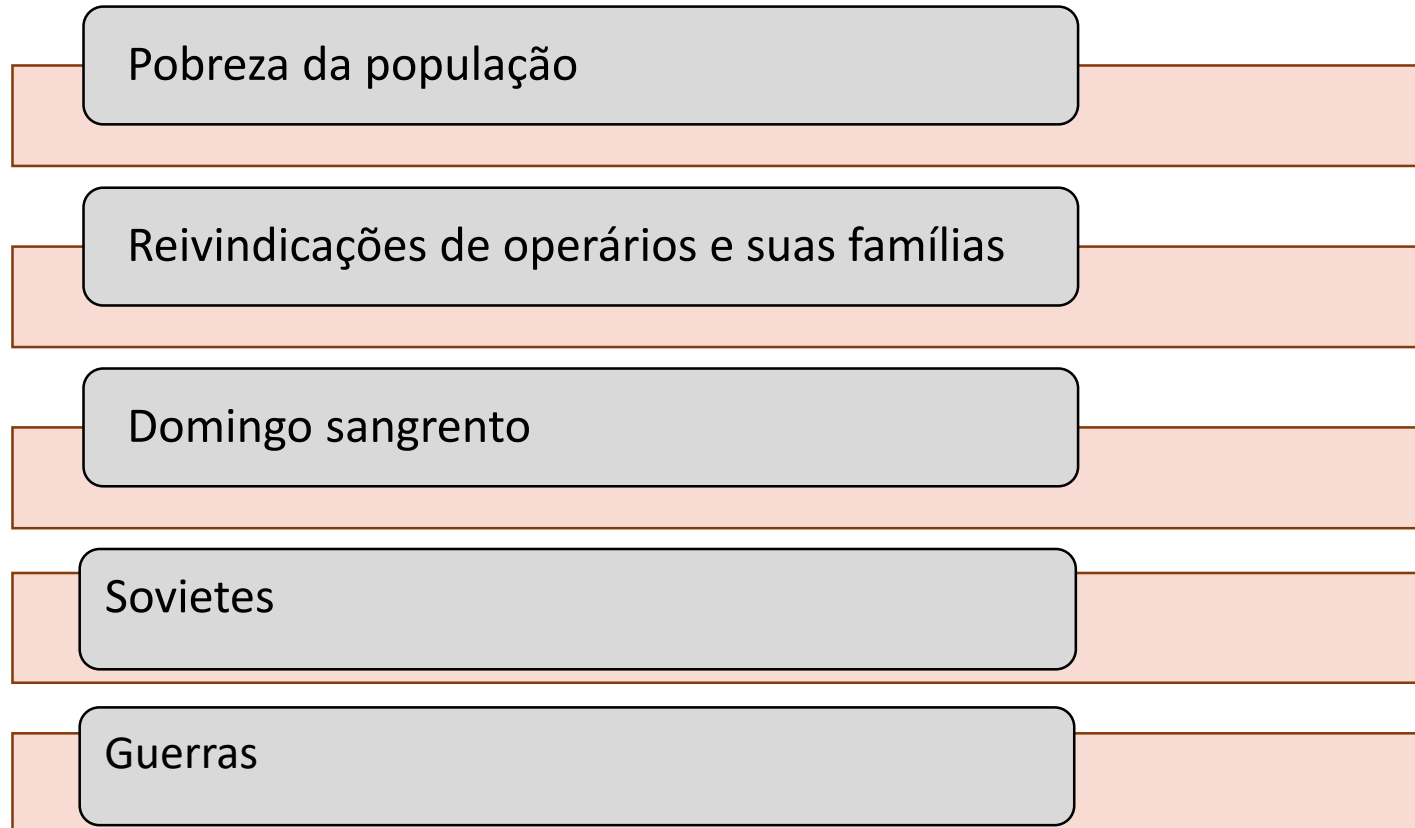 Pobreza da população
Reivindicações de operários e suas famílias
Domingo sangrento
Sovietes
Guerras